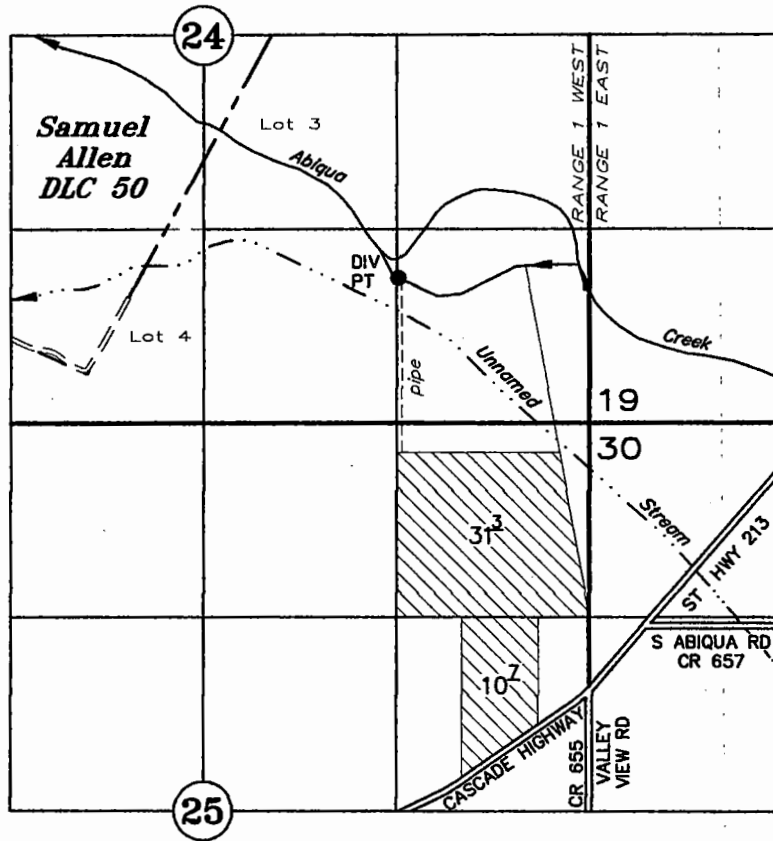 24
Samuel
Allen
DLC 50
Lot 3
Abiqua
RANGE 1 WEST
RANGE 1 EAST
DIV
PT
Lot 4
pipe
Unnamed
Creek
19
30
31 3
Stream
ST HWY 213
S ABIQUA RD
CR 657
10 7
CASCADE HIGHWAY
CR 655
VALLEY
VIEW RD
25